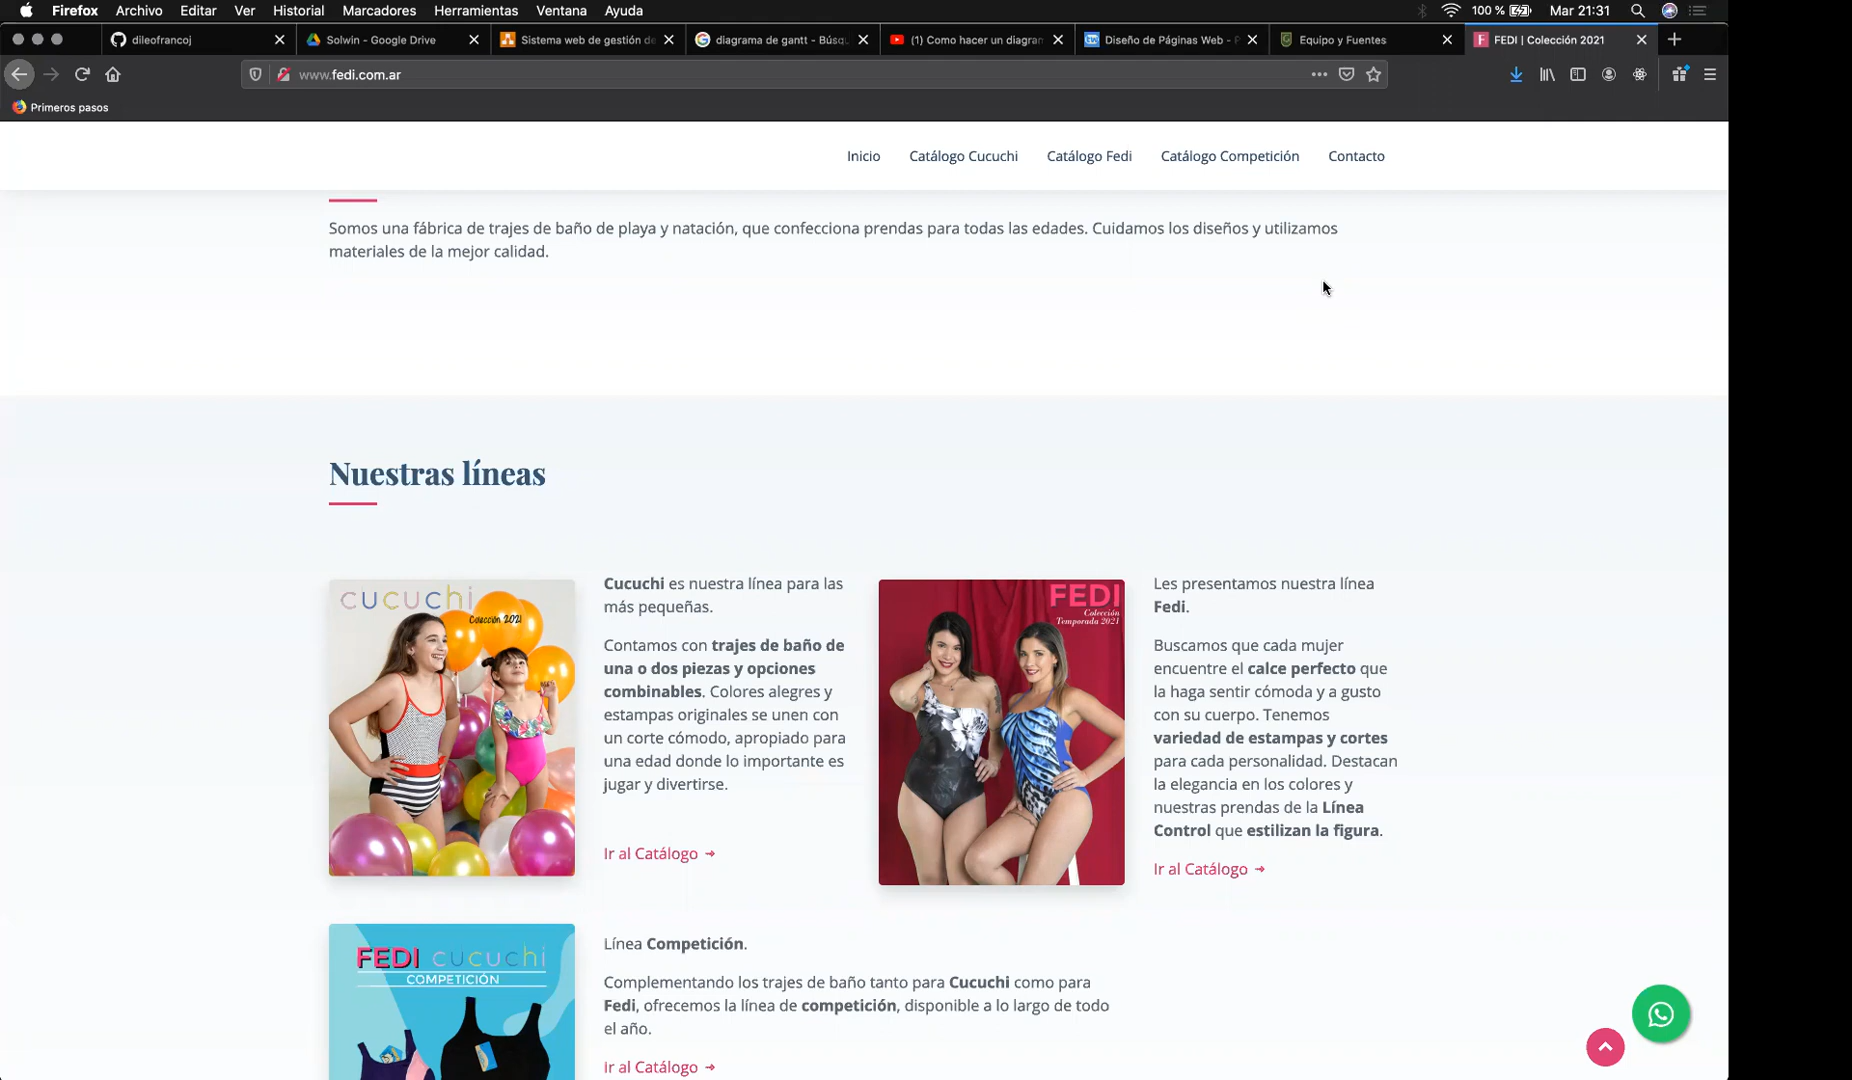 Firefox Archivo Editar Ver Historial Marcadores Herramientas Ventana Ayuda 100 % Mar 21:31
dileofrancoj Solwin - Google Drive Sistema web de gestión de diagrama de gantt - Búsqu (1) Como hacer un diagran Diseño de Páginas Web - P Equipo y Fuentes FEDI | Colección 2021
www.fedi.com.ar
Primeros pasos
Inicio Catálogo Cucuchi Catálogo Fedi Catálogo Competición Contacto
Somos una fábrica de trajes de baño de playa y natación, que confecciona prendas para todas las edades. Cuidamos los diseños y utilizamos
materiales de la mejor calidad.
Nuestras líneas
cucuchi
Colección 2021
Cucuchi es nuestra línea para las
más pequeñas.
Contamos con trajes de baño de
una o dos piezas y opciones
combinables. Colores alegres y
estampas originales se unen con
un corte cómodo, apropiado para
una edad donde lo importante es
jugar y divertirse.
Ir al Catálogo →
FEDI
Colección
Temporada 2021
Les presentamos nuestra línea
Fedi.
Buscamos que cada mujer
encuentre el calce perfecto que
la haga sentir cómoda y a gusto
con su cuerpo. Tenemos
variedad de estampas y cortes
para cada personalidad. Destacan
la elegancia en los colores y
nuestras prendas de la Línea
Control que estilizan la figura.
Ir al Catálogo →
FEDI cucuchi
COMPETICIÓN
Línea Competición.
Complementando los trajes de baño tanto para Cucuchi como para
Fedi, ofrecemos la línea de competición, disponible a lo largo de todo
el año.
Ir al Catálogo →